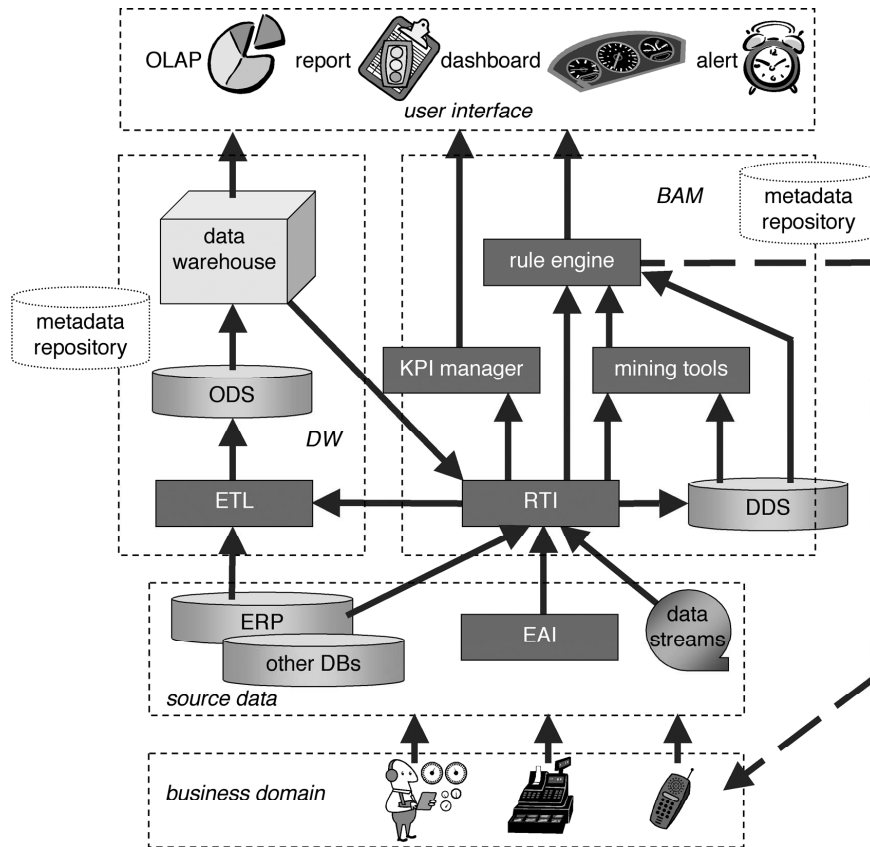 OLAP
report
dashboard
alert
user interface
BAM
metadata
repository
data
warehouse
rule engine
metadata
repository
KPI manager
mining tools
ODS
DW
ETL
RTI
DDS
ERP
other DBs
EAI
data
streams
source data
business domain